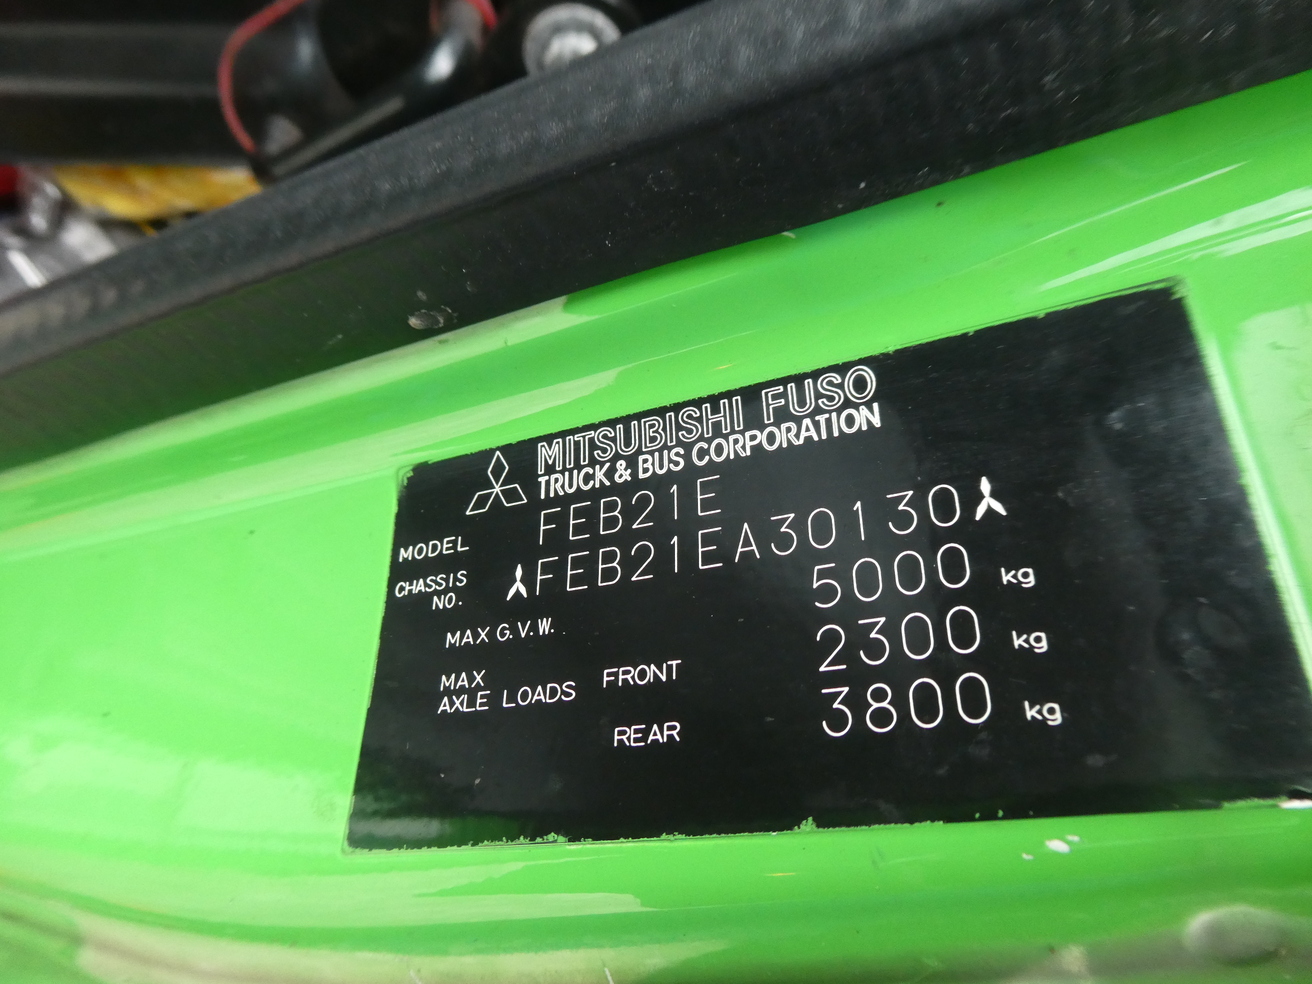 MITSUBISHI FUSO
TRUCK & BUS CORPORATION
MODEL FEB21E
CHASSIS NO. FEB21EA30130
MAX G.V.W. 5000 kg
MAX AXLE LOADS FRONT 2300 kg
REAR 3800 kg